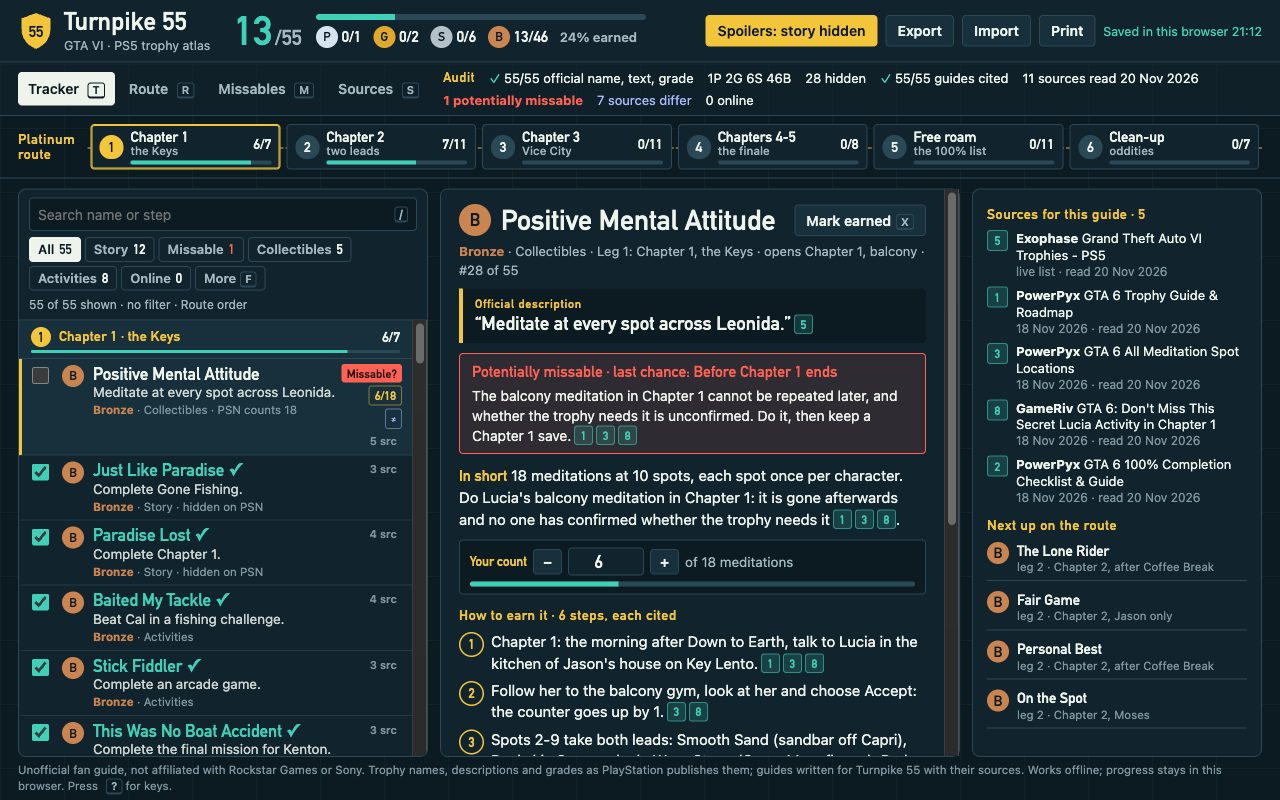 55
Turnpike 55
GTA VI · PS5 trophy atlas
13/55
P 0/1 G 0/2 S 0/6 B 13/46 24% earned
Spoilers: story hidden
Export
Import
Print
Saved in this browser 21:12
Tracker T
Route R
Missables M
Sources S
Audit ✓ 55/55 official name, text, grade 1P 2G 6S 46B 28 hidden ✓ 55/55 guides cited 11 sources read 20 Nov 2026
1 potentially missable 7 sources differ 0 online
Platinum
route
1 Chapter 1 6/7
the Keys
2 Chapter 2 7/11
two leads
3 Chapter 3 0/11
Vice City
4 Chapters 4-5 0/8
the finale
5 Free roam 0/11
the 100% list
6 Clean-up 0/7
oddities
Search name or step /
All 55 Story 12 Missable 1 Collectibles 5
Activities 8 Online 0 More F
55 of 55 shown · no filter · Route order
1 Chapter 1 · the Keys 6/7
B Positive Mental Attitude Missable?
Meditate at every spot across Leonida. 6/18
Bronze · Collectibles · PSN counts 18 ≠
5 src
B Just Like Paradise ✓ 3 src
Complete Gone Fishing.
Bronze · Story · hidden on PSN
B Paradise Lost ✓ 4 src
Complete Chapter 1.
Bronze · Story · hidden on PSN
B Baited My Tackle ✓ 4 src
Beat Cal in a fishing challenge.
Bronze · Activities
B Stick Fiddler ✓ 3 src
Complete an arcade game.
Bronze · Activities
B This Was No Boat Accident ✓ 3 src
Complete the final mission for Kenton.
B Positive Mental Attitude
Mark earned X
Bronze · Collectibles · Leg 1: Chapter 1, the Keys · opens Chapter 1, balcony ·
#28 of 55
Official description
“Meditate at every spot across Leonida.” 5
Potentially missable · last chance: Before Chapter 1 ends
The balcony meditation in Chapter 1 cannot be repeated later, and
whether the trophy needs it is unconfirmed. Do it, then keep a
Chapter 1 save. 1 3 8
In short 18 meditations at 10 spots, each spot once per character.
Do Lucia's balcony meditation in Chapter 1: it is gone afterwards
and no one has confirmed whether the trophy needs it 1 3 8.
Your count − 6 + of 18 meditations
How to earn it · 6 steps, each cited
1 Chapter 1: the morning after Down to Earth, talk to Lucia in the
kitchen of Jason's house on Key Lento. 1 3 8
2 Follow her to the balcony gym, look at her and choose Accept:
the counter goes up by 1. 3 8
3 Spots 2-9 take both leads: Smooth Sand (sandbar off Capri),
Sources for this guide · 5
5 Exophase Grand Theft Auto VI
Trophies - PS5
live list · read 20 Nov 2026
1 PowerPyx GTA 6 Trophy Guide &
Roadmap
18 Nov 2026 · read 20 Nov 2026
3 PowerPyx GTA 6 All Meditation Spot
Locations
18 Nov 2026 · read 20 Nov 2026
8 GameRiv GTA 6: Don't Miss This
Secret Lucia Activity in Chapter 1
18 Nov 2026 · read 20 Nov 2026
2 PowerPyx GTA 6 100% Completion
Checklist & Guide
18 Nov 2026 · read 20 Nov 2026
Next up on the route
B The Lone Rider
leg 2 · Chapter 2, after Coffee Break
B Fair Game
leg 2 · Chapter 2, Jason only
B Personal Best
leg 2 · Chapter 2, after Coffee Break
B On the Spot
leg 2 · Chapter 2, Moses
Unofficial fan guide, not affiliated with Rockstar Games or Sony. Trophy names, descriptions and grades as PlayStation publishes them; guides written for Turnpike 55 with their sources. Works offline; progress stays in this
browser. Press ? for keys.